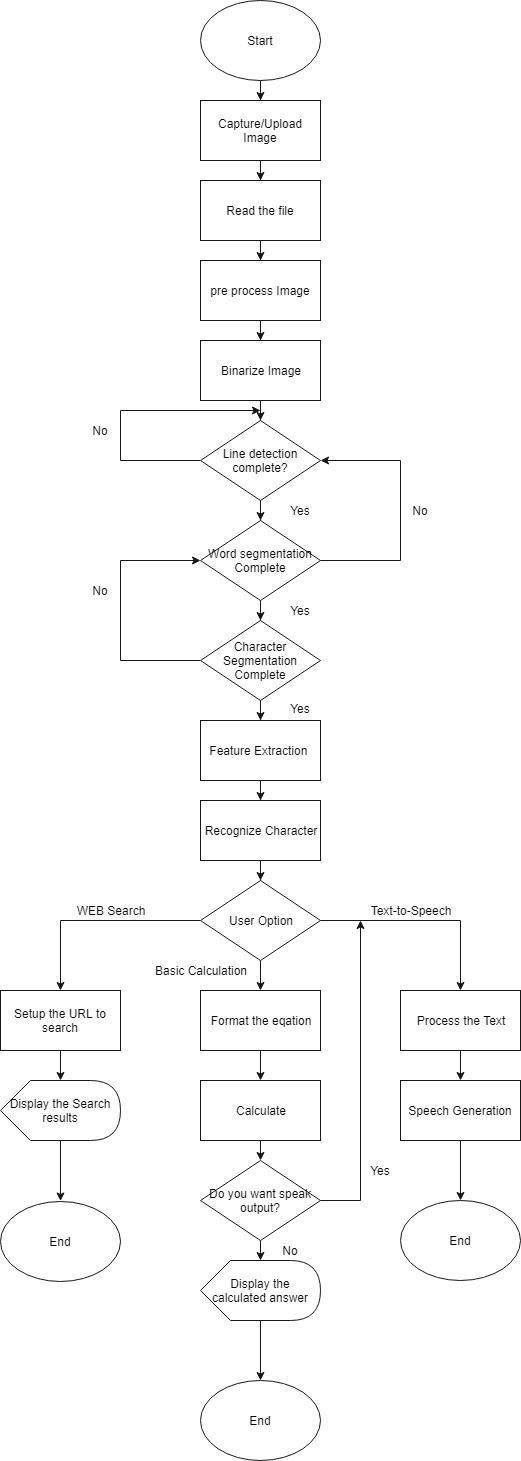 Start
Capture/Upload
Image
Read the file
pre process Image
Binarize Image
No
Line detection
complete?
Yes
No
Word segmentation
Complete
No
Yes
Character
Segmentation
Complete
Yes
Feature Extraction
Recognize Character
User Option
WEB Search
Text-to-Speech
Basic Calculation
Setup the URL to
search
Format the eqation
Process the Text
Display the Search
results
Calculate
Speech Generation
Do you want speak
output?
Yes
End
End
No
Display the
calculated answer
End